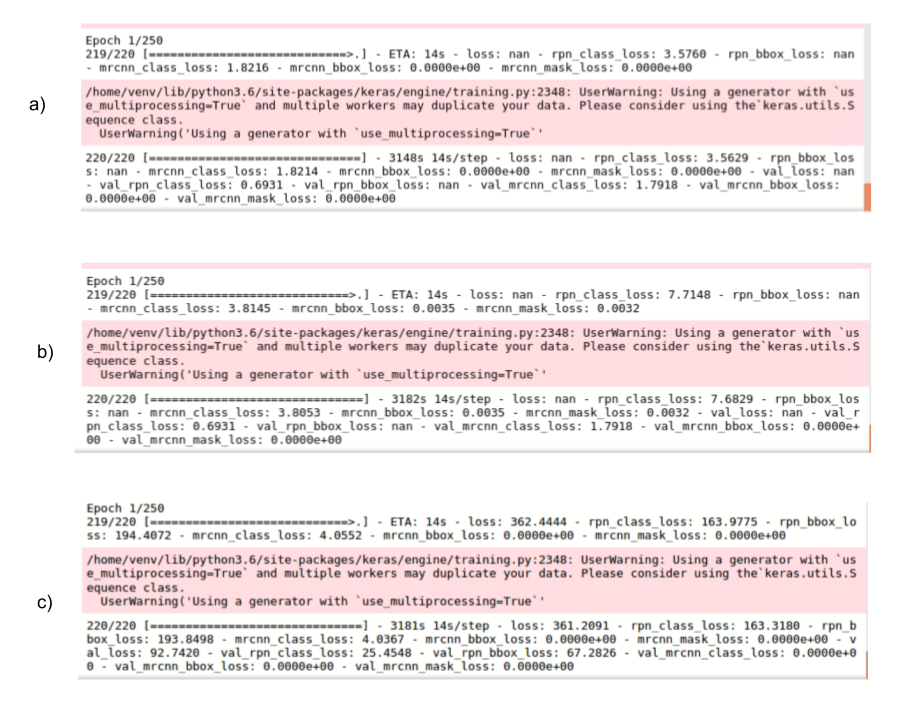 Epoch 1/250
219/220 [=============================>.] - ETA: 14s - loss: nan - rpn_class_loss: 3.5760 - rpn_bbox_loss: nan
- mrcnn_class_loss: 1.8216 - mrcnn_bbox_loss: 0.0000e+00 - mrcnn_mask_loss: 0.0000e+00
a)
/home/venv/lib/python3.6/site-packages/keras/engine/training.py:2348: UserWarning: Using a generator with `us
e_multiprocessing=True` and multiple workers may duplicate your data. Please consider using the`keras.utils.S
equence class.
UserWarning('Using a generator with `use_multiprocessing=True`'
220/220 [==============================] - 3148s 14s/step - loss: nan - rpn_class_loss: 3.5629 - rpn_bbox_los
s: nan - mrcnn_class_loss: 1.8214 - mrcnn_bbox_loss: 0.0000e+00 - mrcnn_mask_loss: 0.0000e+00 - val_loss: nan
- val_rpn_class_loss: 0.6931 - val_rpn_bbox_loss: nan - val_mrcnn_class_loss: 1.7918 - val_mrcnn_bbox_loss:
0.0000e+00 - val_mrcnn_mask_loss: 0.0000e+00
Epoch 1/250
219/220 [=============================>.] - ETA: 14s - loss: nan - rpn_class_loss: 7.7148 - rpn_bbox_loss: nan
- mrcnn_class_loss: 3.8145 - mrcnn_bbox_loss: 0.0035 - mrcnn_mask_loss: 0.0032
b)
/home/venv/lib/python3.6/site-packages/keras/engine/training.py:2348: UserWarning: Using a generator with `us
e_multiprocessing=True` and multiple workers may duplicate your data. Please consider using the`keras.utils.S
equence class.
UserWarning('Using a generator with `use_multiprocessing=True`'
220/220 [==============================] - 3182s 14s/step - loss: nan - rpn_class_loss: 7.6829 - rpn_bbox_los
s: nan - mrcnn_class_loss: 3.8053 - mrcnn_bbox_loss: 0.0035 - mrcnn_mask_loss: 0.0032 - val_loss: nan - val_r
pn_class_loss: 0.6931 - val_rpn_bbox_loss: nan - val_mrcnn_class_loss: 1.7918 - val_mrcnn_bbox_loss: 0.0000e+
00 - val_mrcnn_mask_loss: 0.0000e+00
Epoch 1/250
219/220 [=============================>.] - ETA: 14s - loss: 362.4444 - rpn_class_loss: 163.9775 - rpn_bbox_lo
ss: 194.4072 - mrcnn_class_loss: 4.0552 - mrcnn_bbox_loss: 0.0000e+00 - mrcnn_mask_loss: 0.0000e+00
c)
/home/venv/lib/python3.6/site-packages/keras/engine/training.py:2348: UserWarning: Using a generator with `us
e_multiprocessing=True` and multiple workers may duplicate your data. Please consider using the`keras.utils.S
equence class.
UserWarning('Using a generator with `use_multiprocessing=True`'
220/220 [==============================] - 3181s 14s/step - loss: 361.2091 - rpn_class_loss: 163.3180 - rpn_b
box_loss: 193.8498 - mrcnn_class_loss: 4.0367 - mrcnn_bbox_loss: 0.0000e+00 - mrcnn_mask_loss: 0.0000e+00 - v
al_loss: 92.7420 - val_rpn_class_loss: 25.4548 - val_rpn_bbox_loss: 67.2826 - val_mrcnn_class_loss: 0.0000e+0
0 - val_mrcnn_bbox_loss: 0.0000e+00 - val_mrcnn_mask_loss: 0.0000e+00